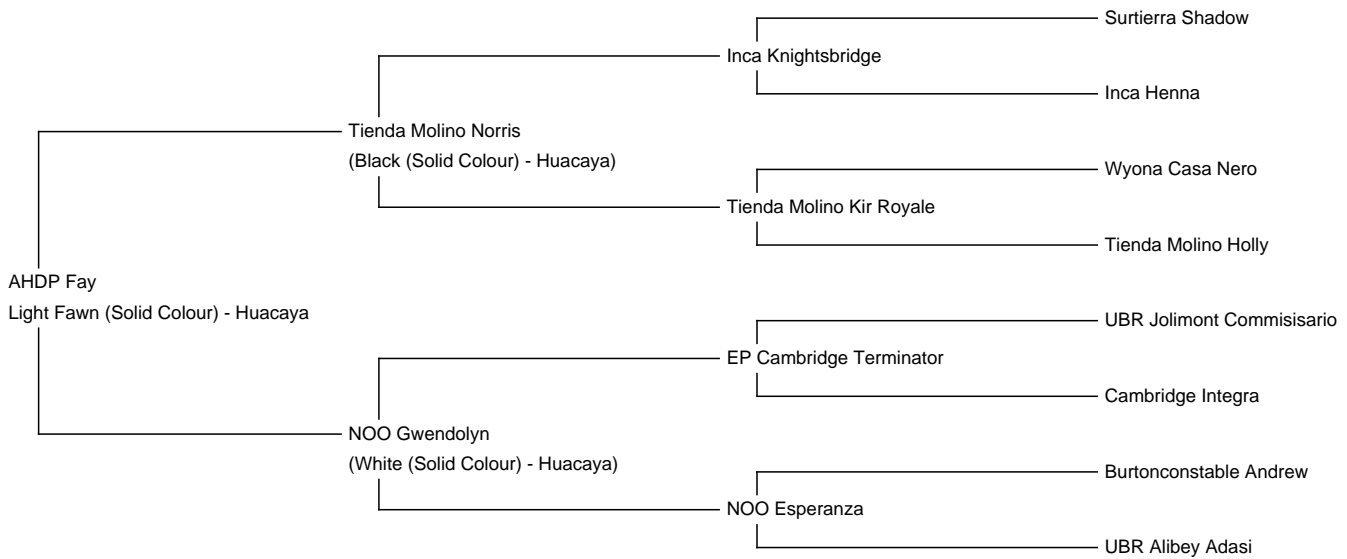 Surtierra Shadow
Inca Knightsbridge
Inca Henna
Tienda Molino Norris
(Black (Solid Colour) - Huacaya)
Wyona Casa Nero
Tienda Molino Kir Royale
Tienda Molino Holly
AHDP Fay
Light Fawn (Solid Colour) - Huacaya
UBR Jolimont Commisisario
EP Cambridge Terminator
Cambridge Integra
NOO Gwendolyn
(White (Solid Colour) - Huacaya)
Burtonconstable Andrew
NOO Esperanza
UBR Alibey Adasi